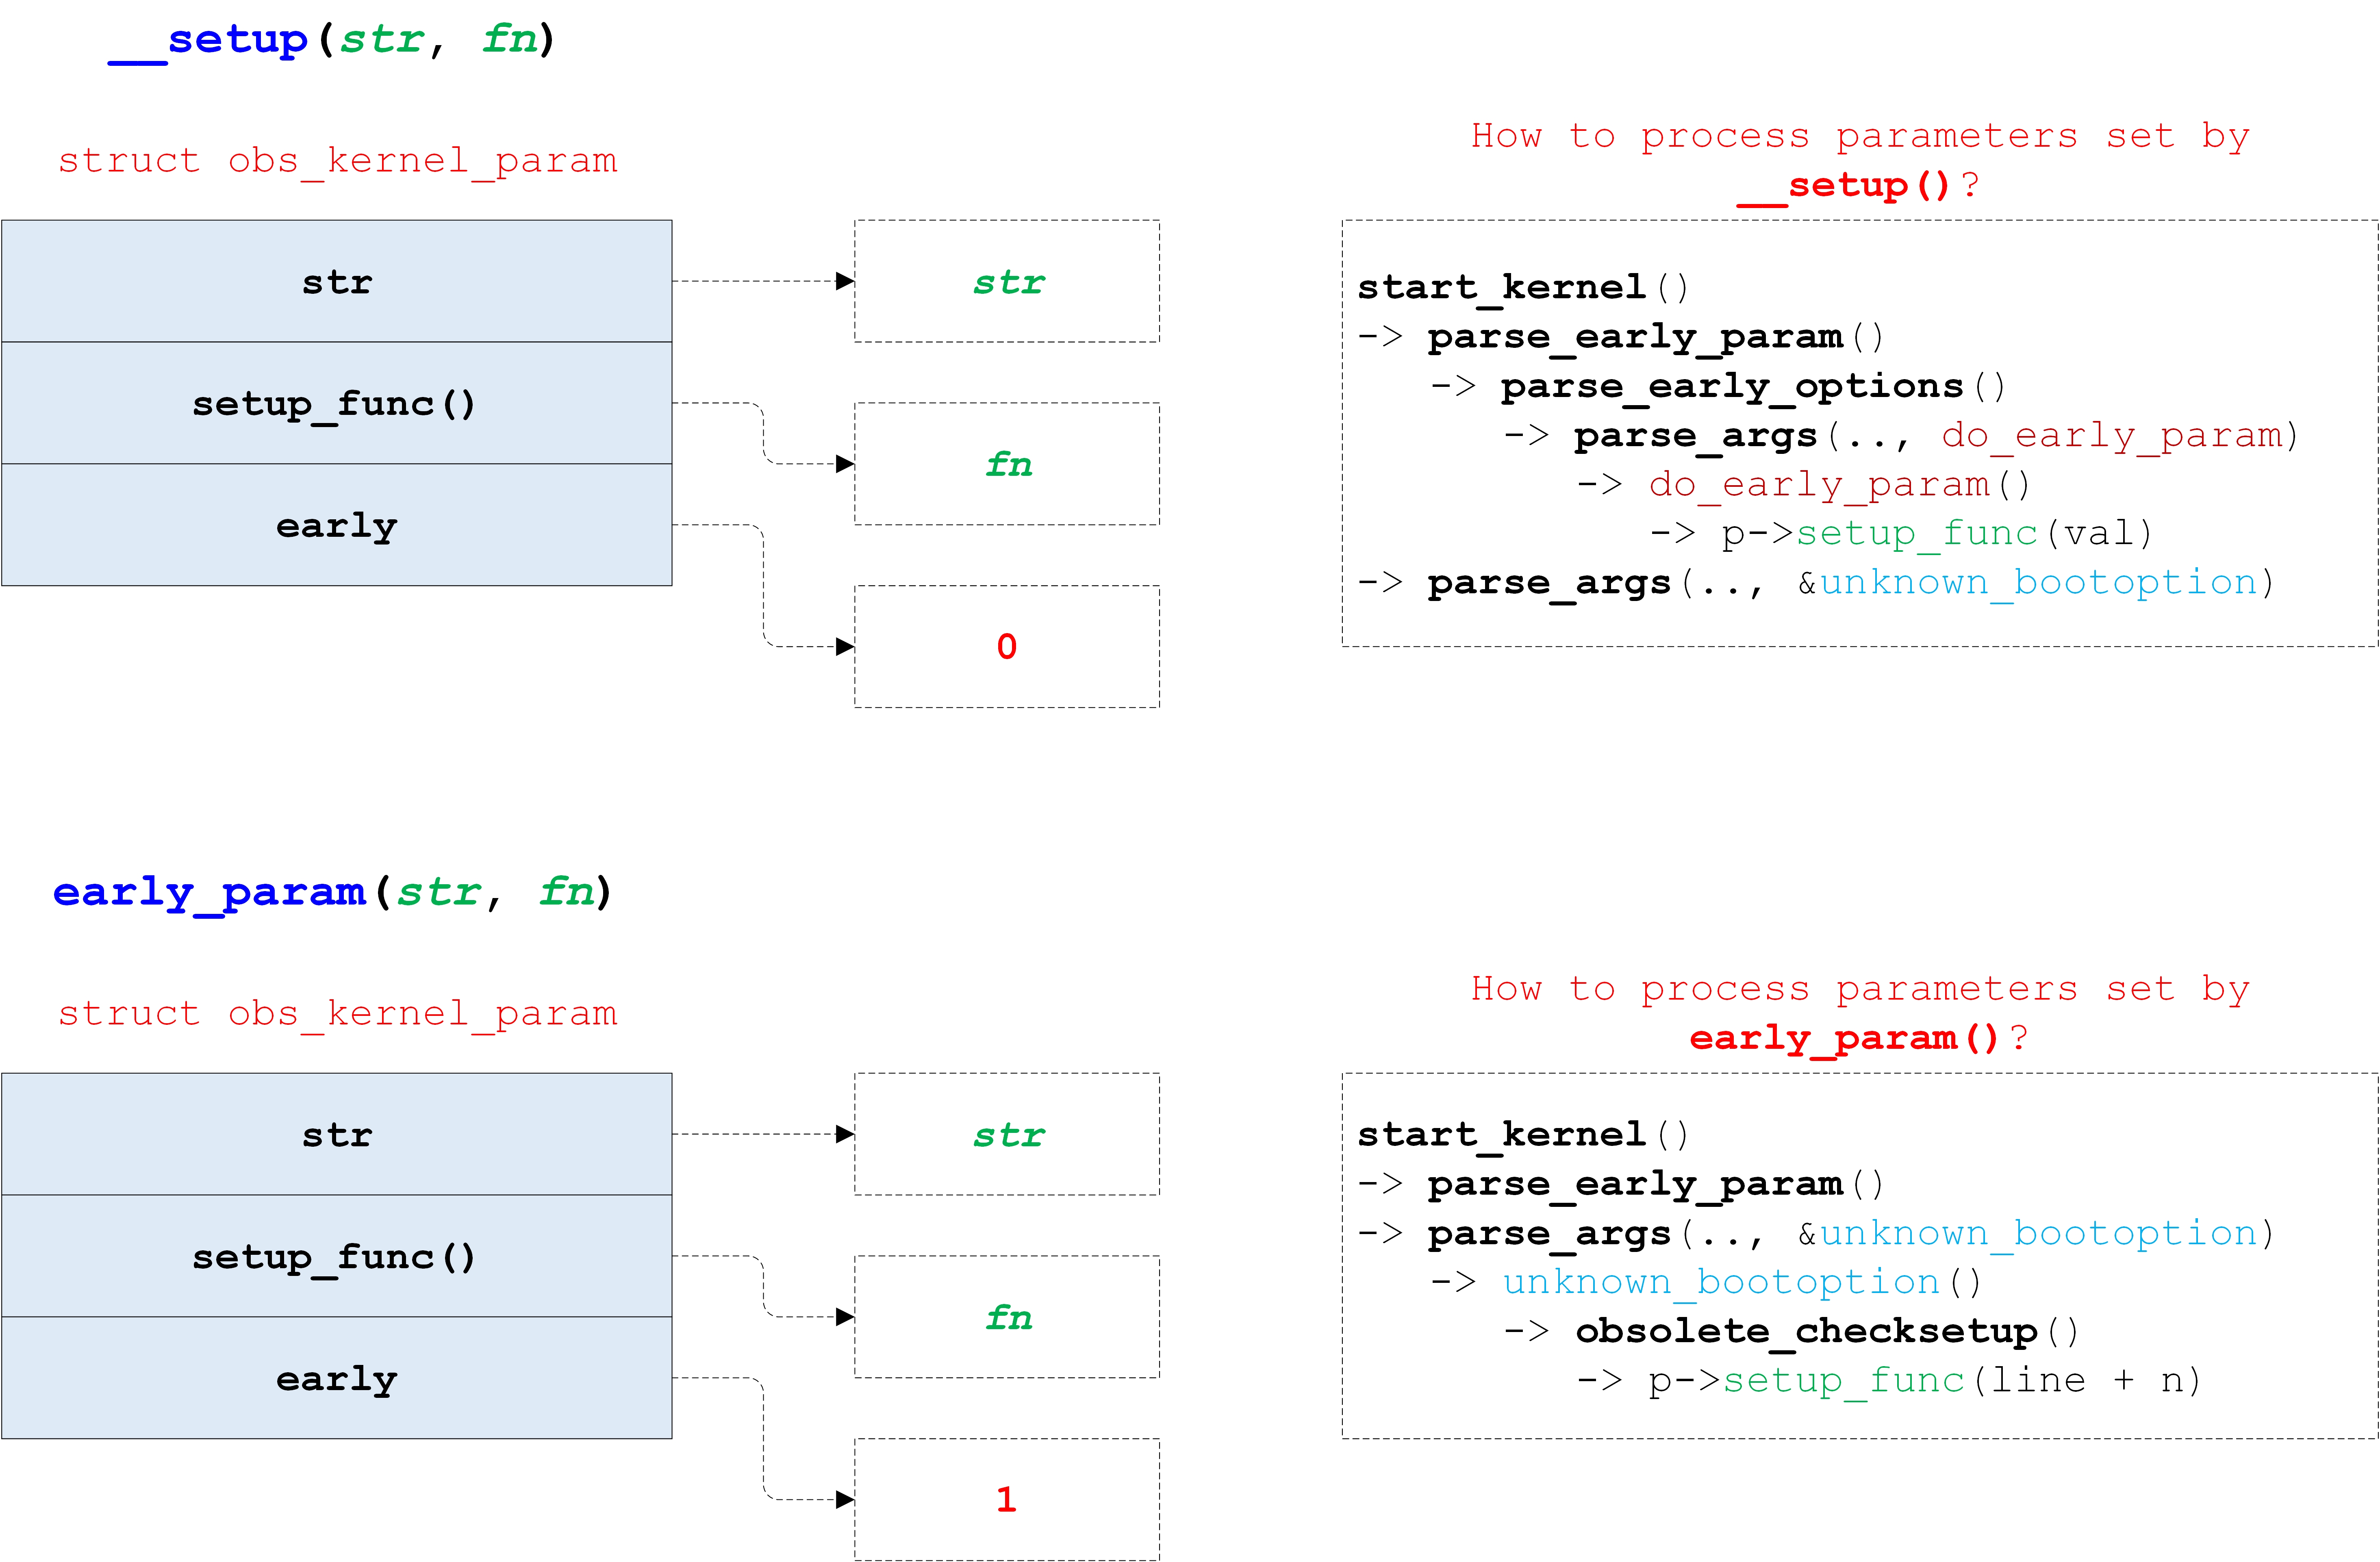 __setup(str, fn)
struct obs_kernel_param
str
setup_func()
early
str
fn
0
How to process parameters set by
__setup()?
start_kernel()
-> parse_early_param()
-> parse_early_options()
-> parse_args(.., do_early_param)
-> do_early_param()
-> p->setup_func(val)
-> parse_args(.., &unknown_bootoption)
early_param(str, fn)
struct obs_kernel_param
str
setup_func()
early
str
fn
1
How to process parameters set by
early_param()?
start_kernel()
-> parse_early_param()
-> parse_args(.., &unknown_bootoption)
-> unknown_bootoption()
-> obsolete_checksetup()
-> p->setup_func(line + n)